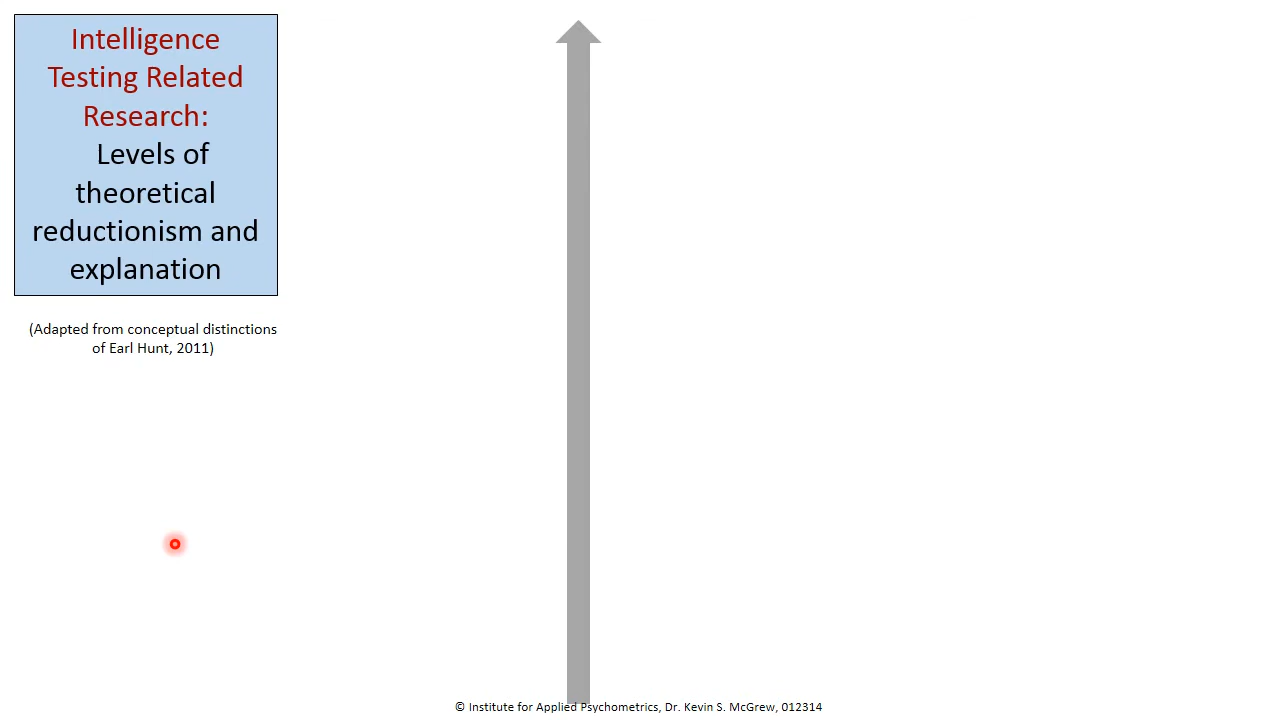 Intelligence
Testing Related
Research:
Levels of
theoretical
reductionism and
explanation
(Adapted from conceptual distinctions
of Earl Hunt, 2011)
© Institute for Applied Psychometrics, Dr. Kevin S. McGrew, 012314